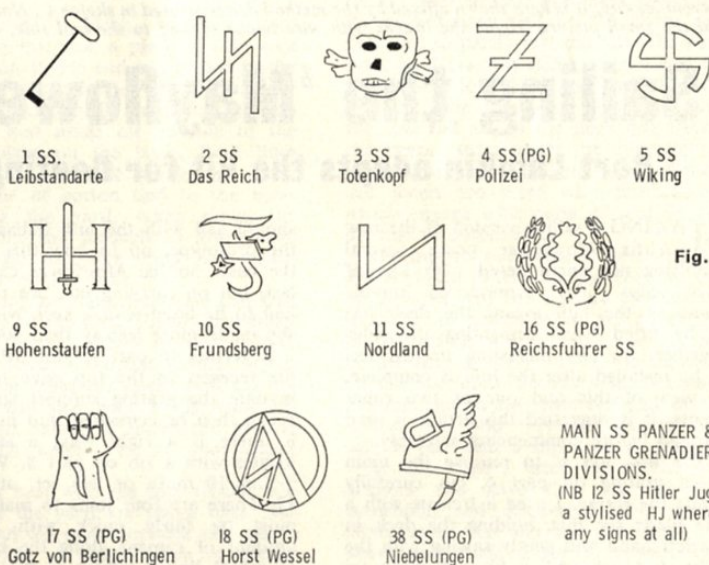 1 SS,
Leibstandarte
2 SS
Das Reich
3 SS
Totenkopf
4 SS (PG)
Polizei
5 SS
Wiking
9 SS
Hohenstaufen
10 SS
Frundsberg
11 SS
Nordland
16 SS (PG)
Reichsfuhrer SS
Fig.
17 SS (PG)
Gotz von Berlichingen
18 SS (PG)
Horst Wessel
38 SS (PG)
Niebelungen
MAIN SS PANZER &
PANZER GRENADIER
DIVISIONS.
(NB 12 SS Hitler Jug
a stylised HJ wher
any signs at all)